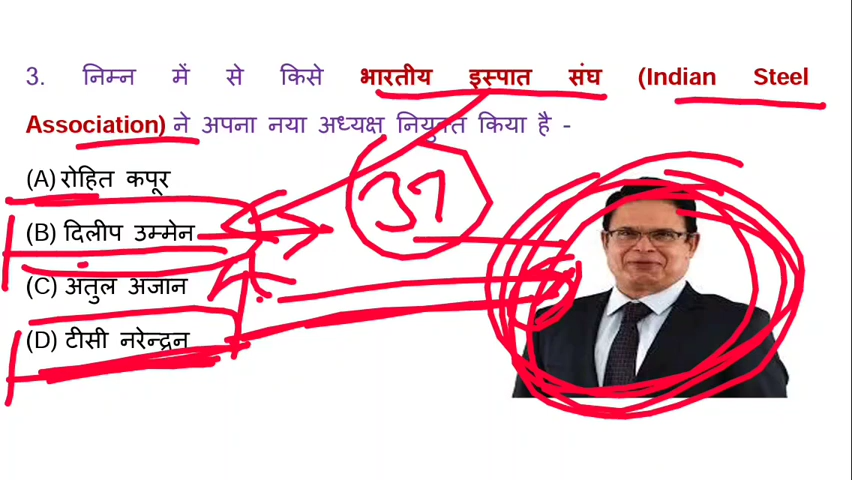 3. निम्न में से किसे भारतीय इस्पात संघ (Indian Steel
Association) ने अपना नया अध्यक्ष नियुक्त किया है -
(A) रोहित कपूर
(B) दिलीप उम्मेन
(C) अतुल अजान
(D) टीसी नरेन्द्रन